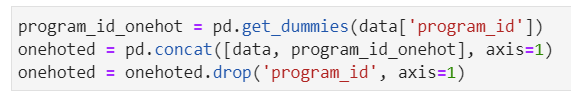 program_id_onehot = pd.get_dummies(data['program_id'])
onehoted = pd.concat([data, program_id_onehot], axis=1)
onehoted = onehoted.drop('program_id', axis=1)